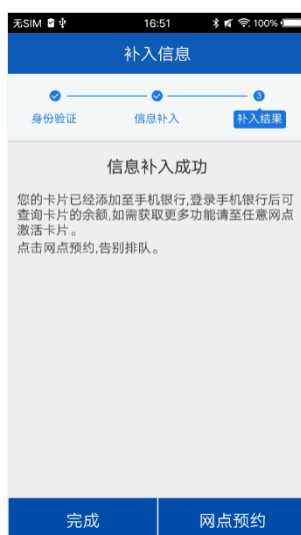 无SIM 16:51 100%
补入信息
3
身份验证 信息补入 补入结果
信息补入成功
您的卡片已经添加至手机银行,登录手机银行后可
查询卡片的余额,如需获取更多功能请至任意网点
激活卡片。
点击网点预约,告别排队。
完成 网点预约